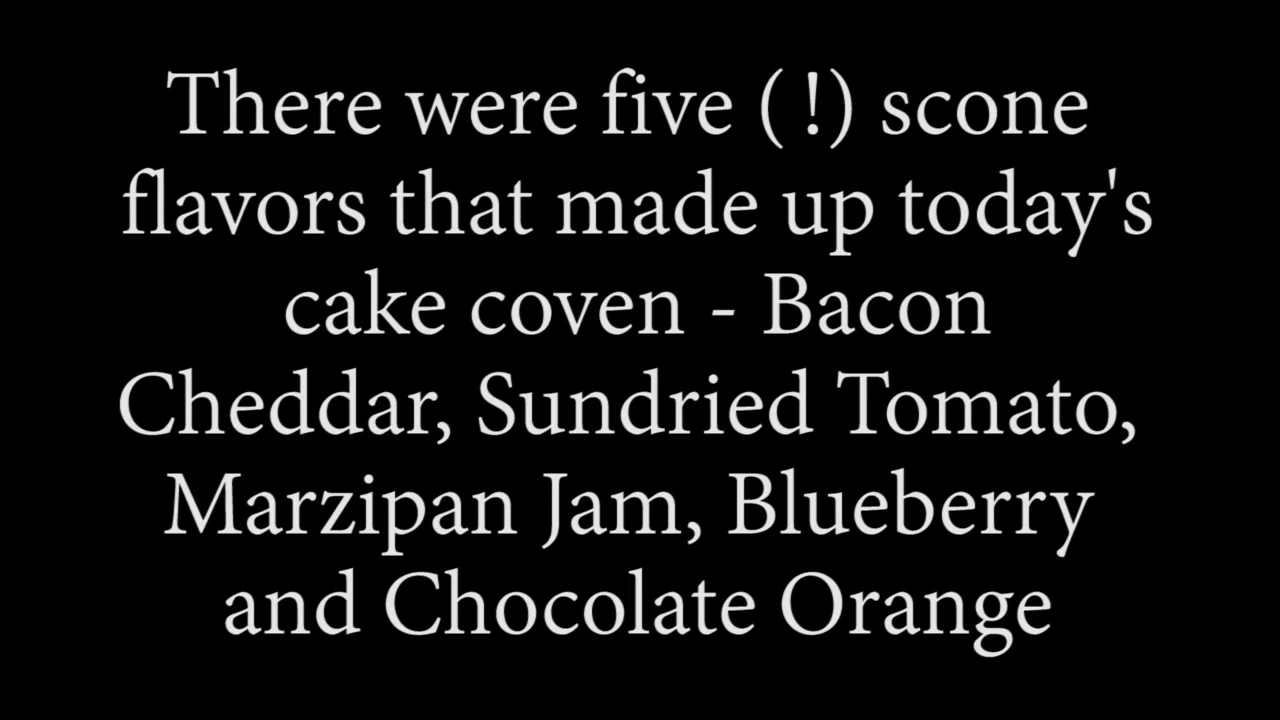 There were five (!) scone
flavors that made up today's
cake coven - Bacon
Cheddar, Sundried Tomato,
Marzipan Jam, Blueberry
and Chocolate Orange